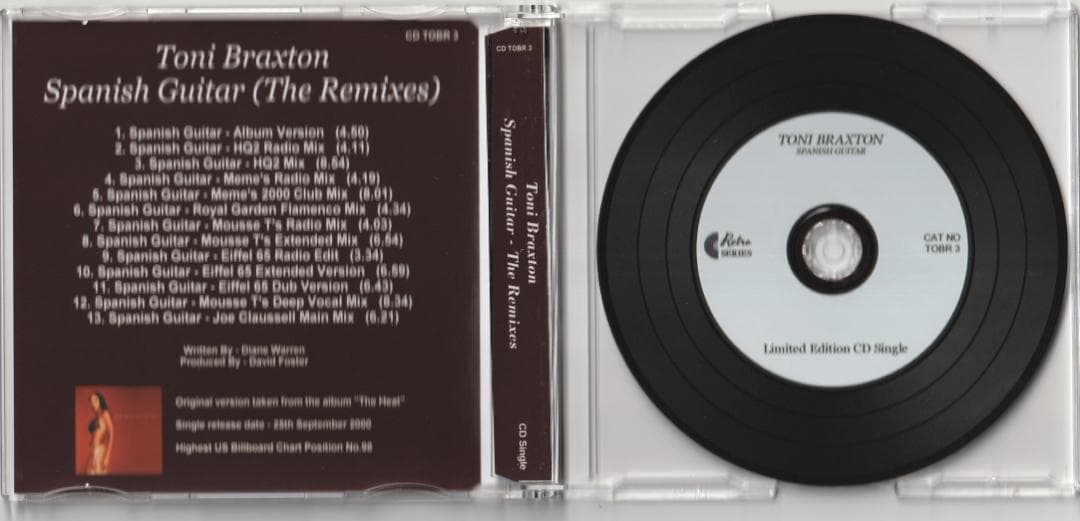 CD TOBR 3
Toni Braxton
Spanish Guitar (The Remixes)
1. Spanish Guitar - Album Version (4.50)
2. Spanish Guitar - HQ2 Radio Mix (4.11)
3. Spanish Guitar - HQ2 Mix (8.54)
4. Spanish Guitar - Meme's Radio Mix (4.19)
5. Spanish Guitar - Meme's 2000 Club Mix (8.01)
6. Spanish Guitar - Royal Garden Flamenco Mix (4.34)
7. Spanish Guitar - Mousse T's Radio Mix (4.03)
8. Spanish Guitar - Mousse T's Extended Mix (6.54)
9. Spanish Guitar - Eiffel 65 Radio Edit (3.34)
10. Spanish Guitar - Eiffel 65 Extended Version (6.59)
11. Spanish Guitar - Eiffel 65 Dub Version (6.43)
12. Spanish Guitar - Mousse T's Deep Vocal Mix (8.34)
13. Spanish Guitar - Joe Claussell Main Mix (6.21)
Written By - Diane Warren
Produced By - David Foster
Original version taken from the album "The Heat"
Single release date - 25th September 2000
Highest US Billboard Chart Position No.98
CD TOBR 3
Toni Braxton
Spanish Guitar - The Remixes
CD Single
TONI BRAXTON
SPANISH GUITAR
Retro
SERIES
CAT NO
TOBR 3
Limited Edition CD Single